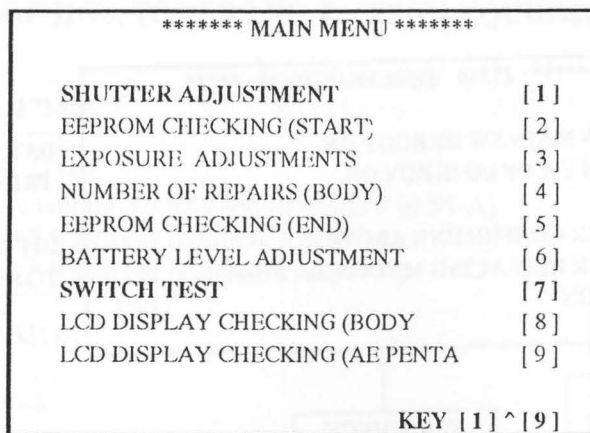 ******* MAIN MENU *******
SHUTTER ADJUSTMENT [1]
EEPROM CHECKING (START) [2]
EXPOSURE ADJUSTMENTS [3]
NUMBER OF REPAIRS (BODY) [4]
EEPROM CHECKING (END) [5]
BATTERY LEVEL ADJUSTMENT [6]
SWITCH TEST [7]
LCD DISPLAY CHECKING (BODY [8]
LCD DISPLAY CHECKING (AE PENTA [9]
KEY [1] ^ [9]